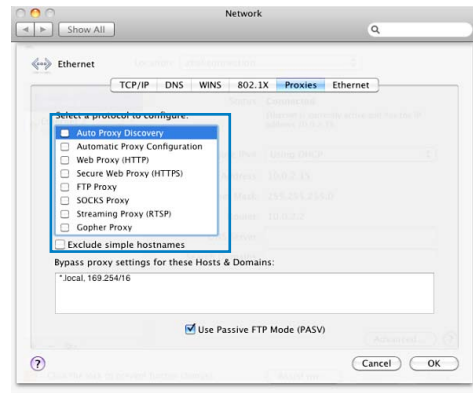 Network
Show All
Ethernet
TCP/IP DNS WINS 802.1X Proxies Ethernet
Select a protocol to configure:
Auto Proxy Discovery
Automatic Proxy Configuration
Web Proxy (HTTP)
Secure Web Proxy (HTTPS)
FTP Proxy
SOCKS Proxy
Streaming Proxy (RTSP)
Gopher Proxy
Exclude simple hostnames
Bypass proxy settings for these Hosts & Domains:
*.local, 169.254/16
Use Passive FTP Mode (PASV)
? Cancel OK